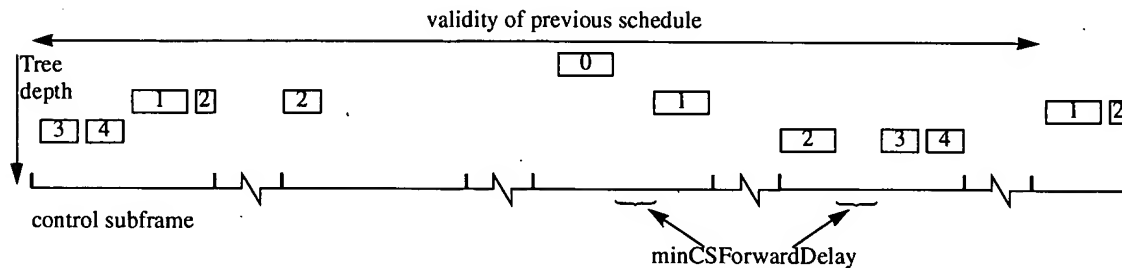 validity of previous schedule
Tree
depth
0
1
2
2
1
1
2
3
4
2
3
4
control subframe
minCSForwardDelay